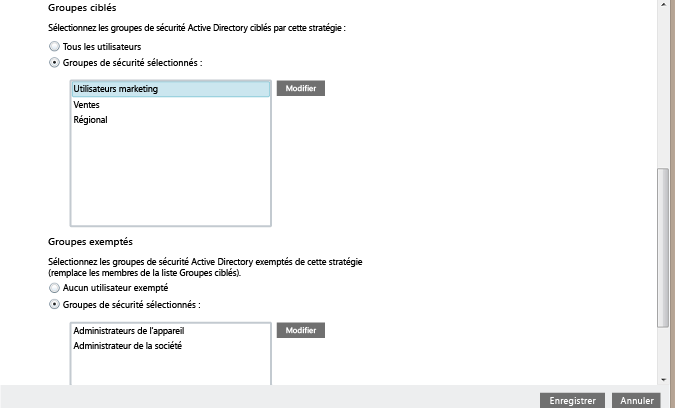 Groupes ciblés
Sélectionnez les groupes de sécurité Active Directory ciblés par cette stratégie :
Tous les utilisateurs
Groupes de sécurité sélectionnés :
Utilisateurs marketing
Modifier
Ventes
Régional
Groupes exemptés
Sélectionnez les groupes de sécurité Active Directory exemptés de cette stratégie
(remplace les membres de la liste Groupes ciblés).
Aucun utilisateur exempté
Groupes de sécurité sélectionnés :
Administrateurs de l'appareil
Modifier
Administrateur de la société
Enregistrer
Annuler